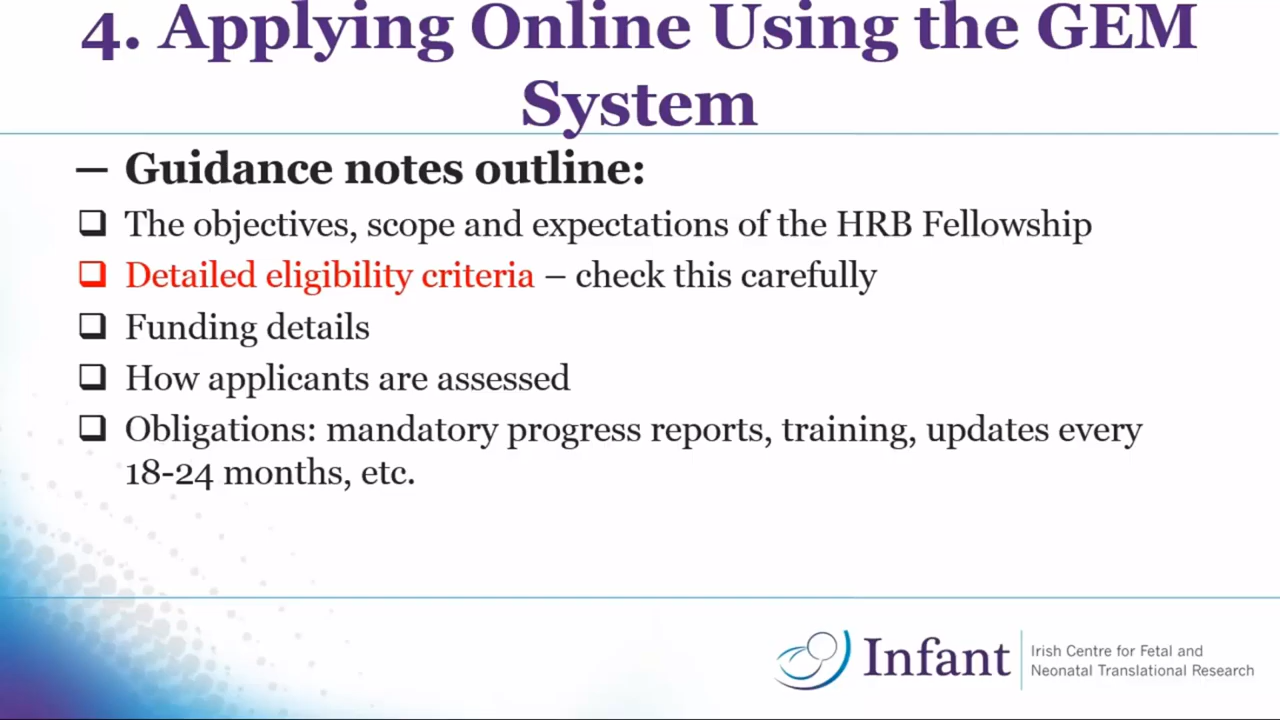 4. Applying Online Using the GEM
System
– Guidance notes outline:
❑ The objectives, scope and expectations of the HRB Fellowship
❑ Detailed eligibility criteria – check this carefully
❑ Funding details
❑ How applicants are assessed
❑ Obligations: mandatory progress reports, training, updates every
18-24 months, etc.
Infant
Irish Centre for Fetal and
Neonatal Translational Research